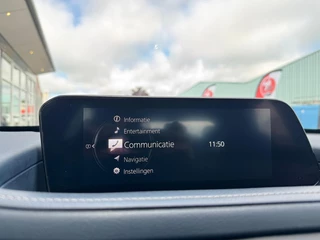 Informatie
Entertainment
Communicatie
11:50
Navigatie
Instellingen